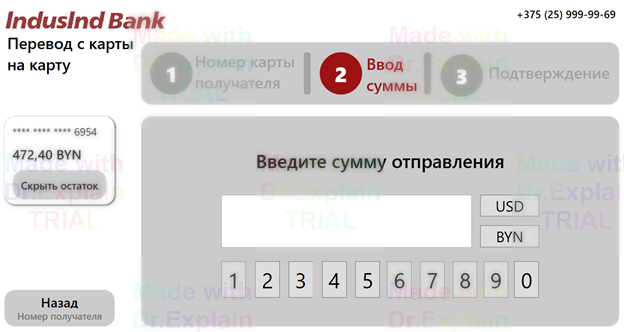 IndusInd Bank
+375 (25) 999-99-69
Перевод с карты
на карту
1 Номер карты
получателя
2 Ввод
суммы
3 Подтверждение
**** **** **** 6954
472,40 BYN
Скрыть остаток
Введите сумму отправления
USD
BYN
1 2 3 4 5 6 7 8 9 0
Назад
Номер получателя
Made with
Dr.Explain
TRIAL
Made with
Dr.Explain
TRIAL
Made with
Dr.Explain
TRIAL
Made with
Dr.Explain
TRIAL
Made with
Dr.Explain
TRIAL
Made with
Dr.Explain
Made with
Dr.Explain
Made with
Dr.Explain